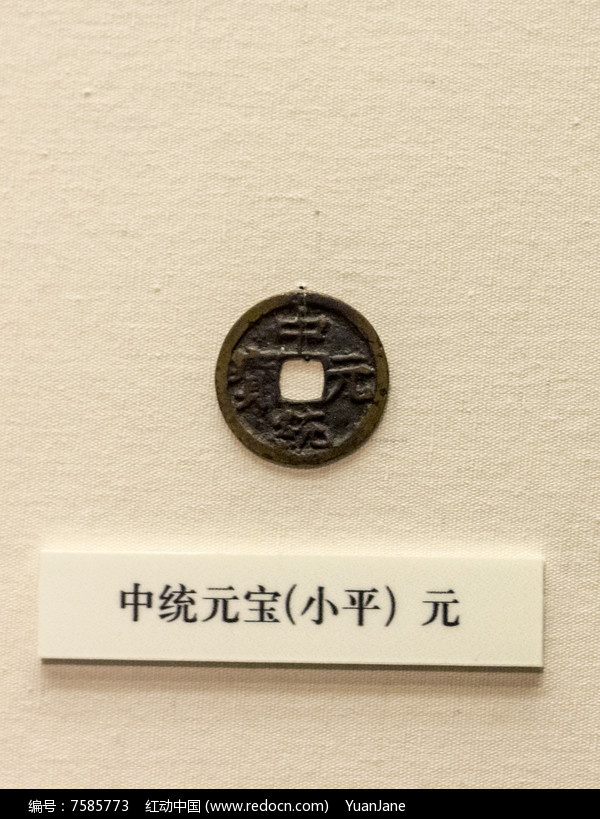 中
統
元
寳
中统元宝(小平) 元
编号：7585773 红动中国 (www.redocn.com) YuanJane